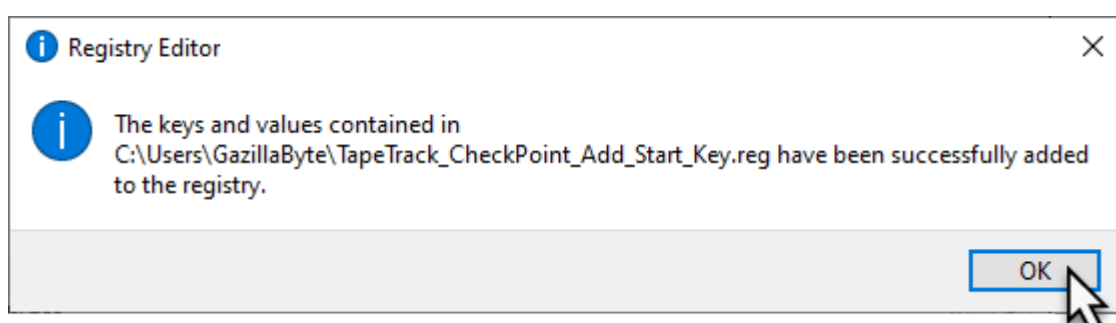 Registry Editor
The keys and values contained in
C:\Users\GazillaByte\TapeTrack_CheckPoint_Add_Start_Key.reg have been successfully added
to the registry.
OK